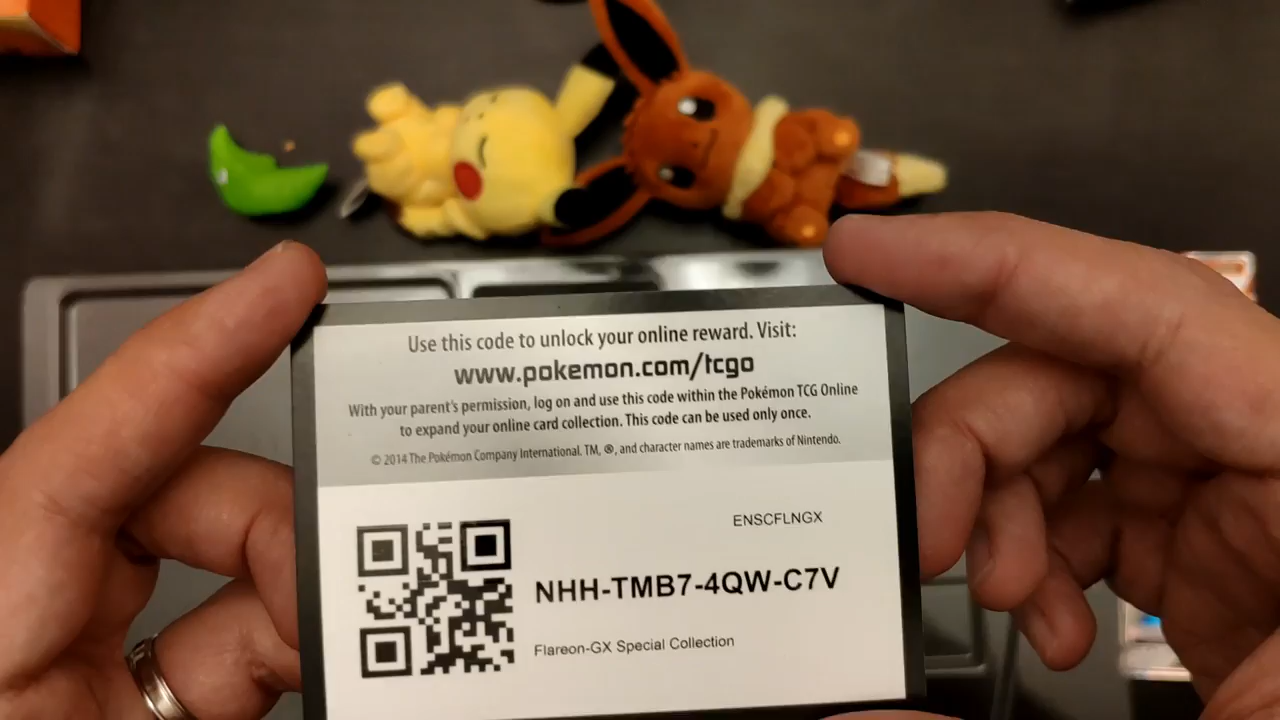 Use this code to unlock your online reward. Visit:
www.pokemon.com/tcgo
With your parent's permission, log on and use this code within the Pokémon TCG Online
to expand your online card collection. This code can be used only once.
© 2014 The Pokémon Company International. TM, ®, and character names are trademarks of Nintendo.
ENSCFLNGX
NHH-TMB7-4QW-C7V
Flareon-GX Special Collection